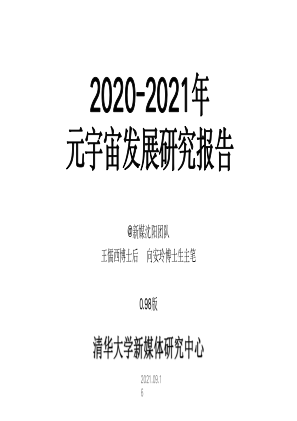 2020-2021年
元宇宙发展研究报告
@新媒沈阳团队
王儒西博士后 向安玲博士生主笔
0.98版
清华大学新媒体研究中心
2021.09.1
6